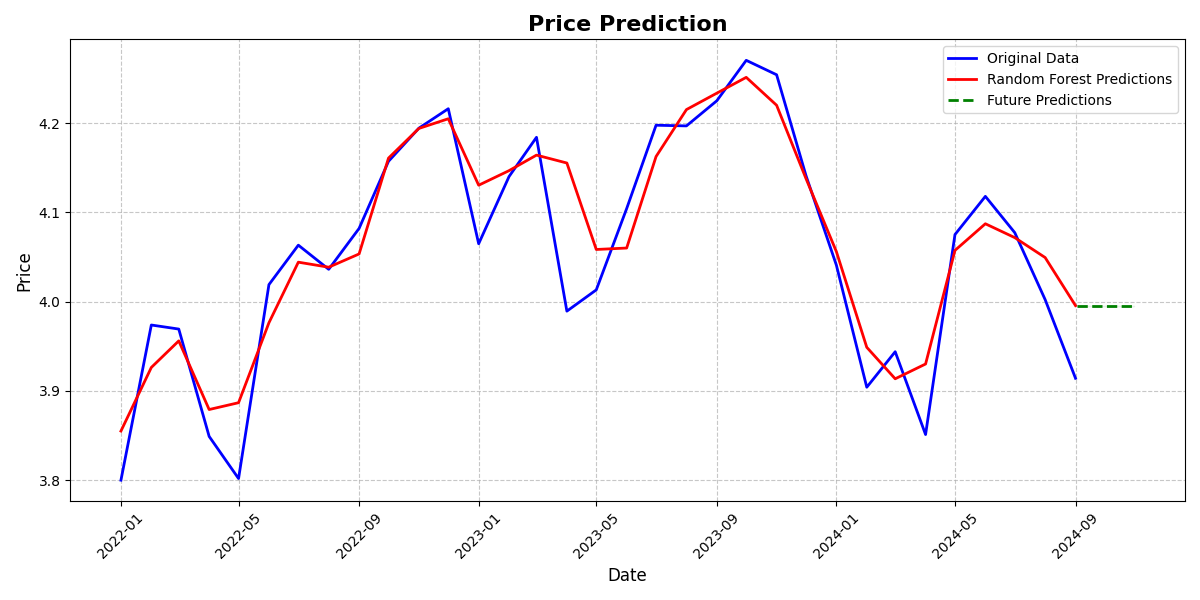 Price Prediction
Original Data
Random Forest Predictions
Future Predictions
Price
4.2
4.1
4.0
3.9
3.8
2022-01
2022-05
2022-09
2023-01
2023-05
2023-09
2024-01
2024-05
2024-09
Date